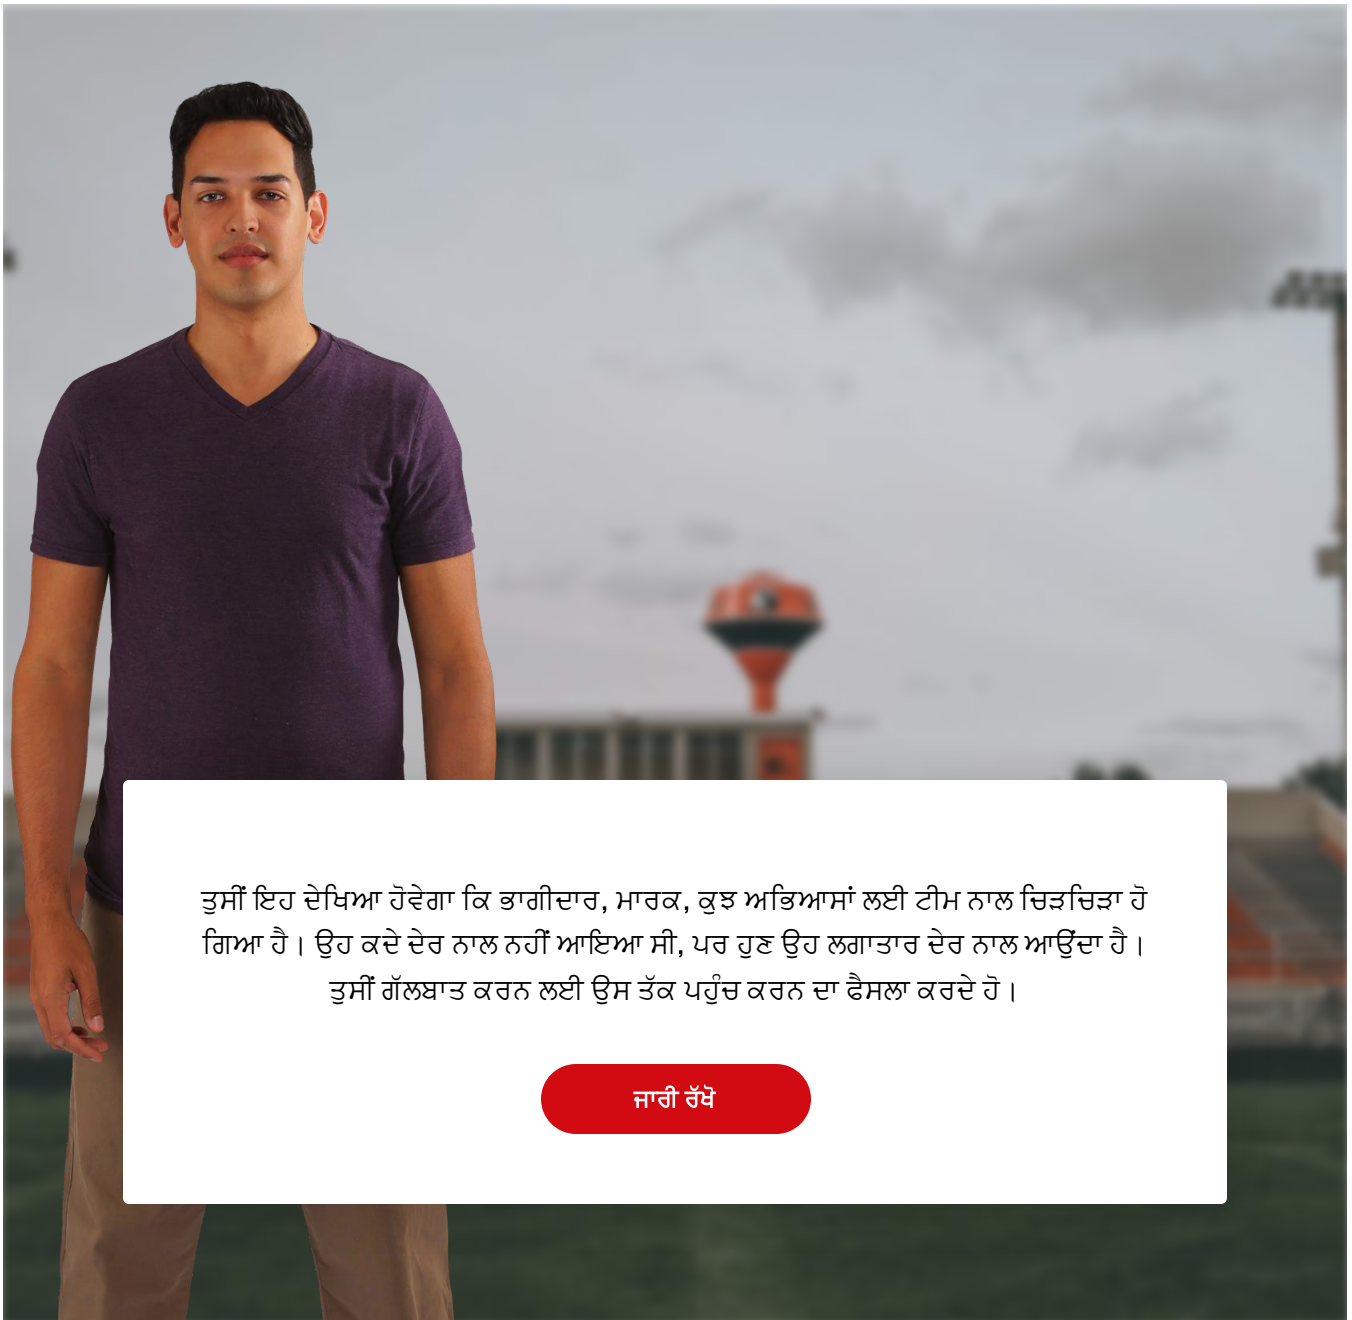 ਤੁਸੀਂ ਇਹ ਦੇਖਿਆ ਹੋਵੇਗਾ ਕਿ ਭਾਗੀਦਾਰ, ਮਾਰਕ, ਕੁਝ ਅਭਿਆਸਾਂ ਲਈ ਟੀਮ ਨਾਲ ਚਿੜਚਿੜਾ ਹੋ
ਗਿਆ ਹੈ। ਉਹ ਕਦੇ ਦੇਰ ਨਾਲ ਨਹੀਂ ਆਇਆ ਸੀ, ਪਰ ਹੁਣ ਉਹ ਲਗਾਤਾਰ ਦੇਰ ਨਾਲ ਆਉਂਦਾ ਹੈ।
ਤੁਸੀਂ ਗੱਲਬਾਤ ਕਰਨ ਲਈ ਉਸ ਤੱਕ ਪਹੁੰਚ ਕਰਨ ਦਾ ਫੈਸਲਾ ਕਰਦੇ ਹੋ।
ਜਾਰੀ ਰੱਖੋ